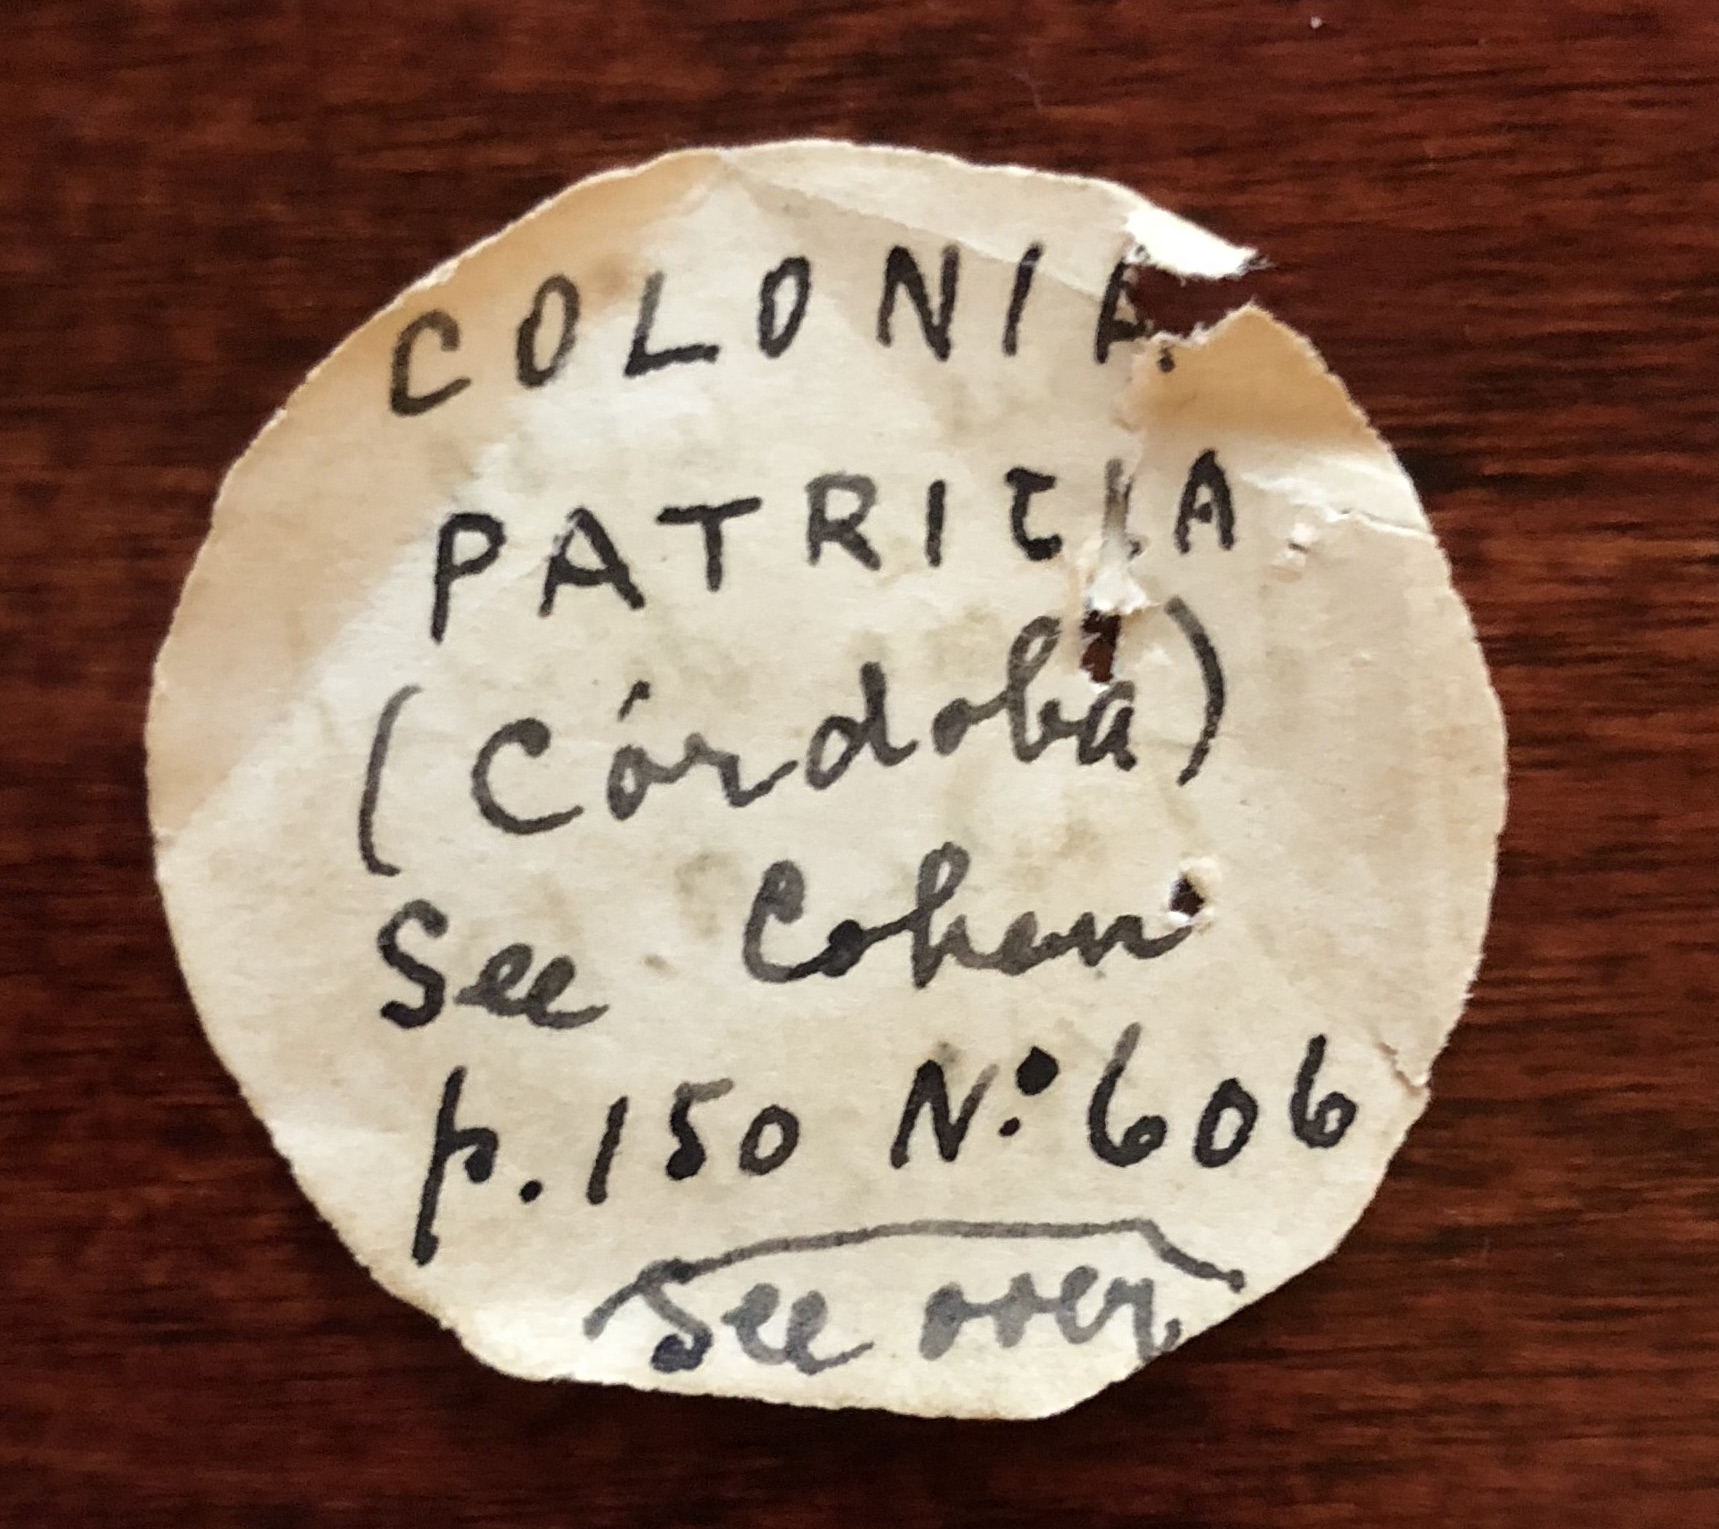 COLONIA.
PATRICIA
(Córdoba)
See Cohen
p. 150 N.º 606
See over